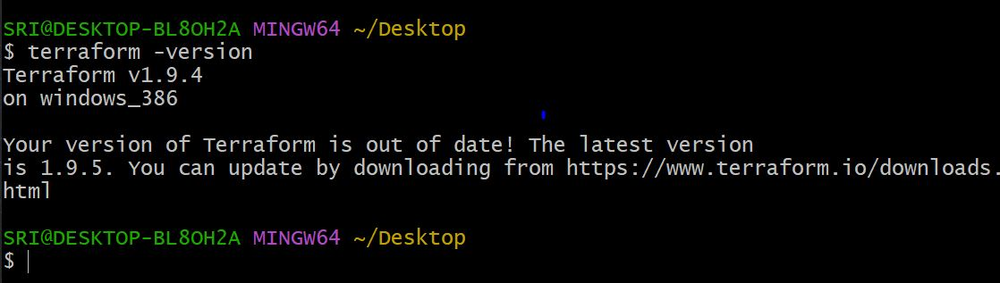 SRI@DESKTOP-BL8OH2A MINGW64 ~/Desktop
$ terraform -version
Terraform v1.9.4
on windows_386
Your version of Terraform is out of date! The latest version
is 1.9.5. You can update by downloading from https://www.terraform.io/downloads.
html
SRI@DESKTOP-BL8OH2A MINGW64 ~/Desktop
$